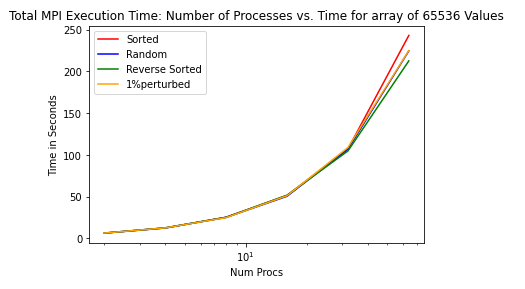 Total MPI Execution Time: Number of Processes vs. Time for array of 65536 Values
250
200
150
100
50
0
Time in Seconds
Sorted
Random
Reverse Sorted
1%perturbed
10¹
Num Procs